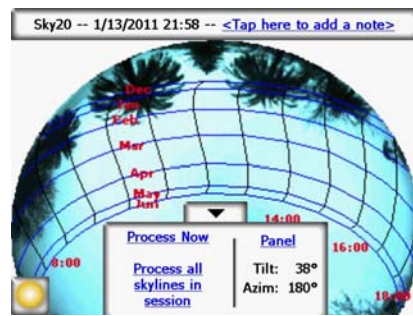 Sky20 -- 1/13/2011 21:58 -- <Tap here to add a note>
Dec
Jan
Feb
Mar
Apr
May
Jun
8:00
14:00
16:00
18:00
Process Now
Process all
skylines in
session
Panel
Tilt: 38°
Azim: 180°